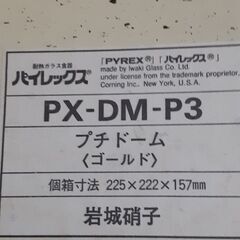 耐熱ガラス食器
パイレックス®
「PYREX®」「パイレックス®」
made by Iwaki Glass Co. Ltd.
under license from the trademark proprietor,
Corning Inc., New York, U.S.A.
PX-DM-P3
プチドーム
〈ゴールド〉
個箱寸法 225×222×157mm
岩城硝子